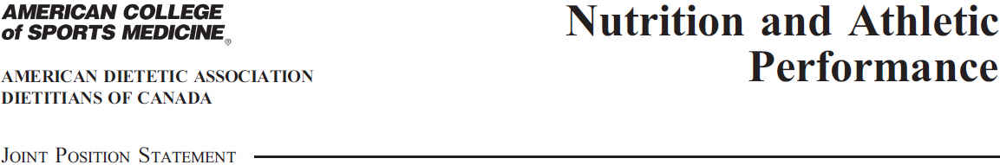 AMERICAN COLLEGE
of SPORTS MEDICINE®
Nutrition and Athletic
Performance
AMERICAN DIETETIC ASSOCIATION
DIETITIANS OF CANADA
JOINT POSITION STATEMENT